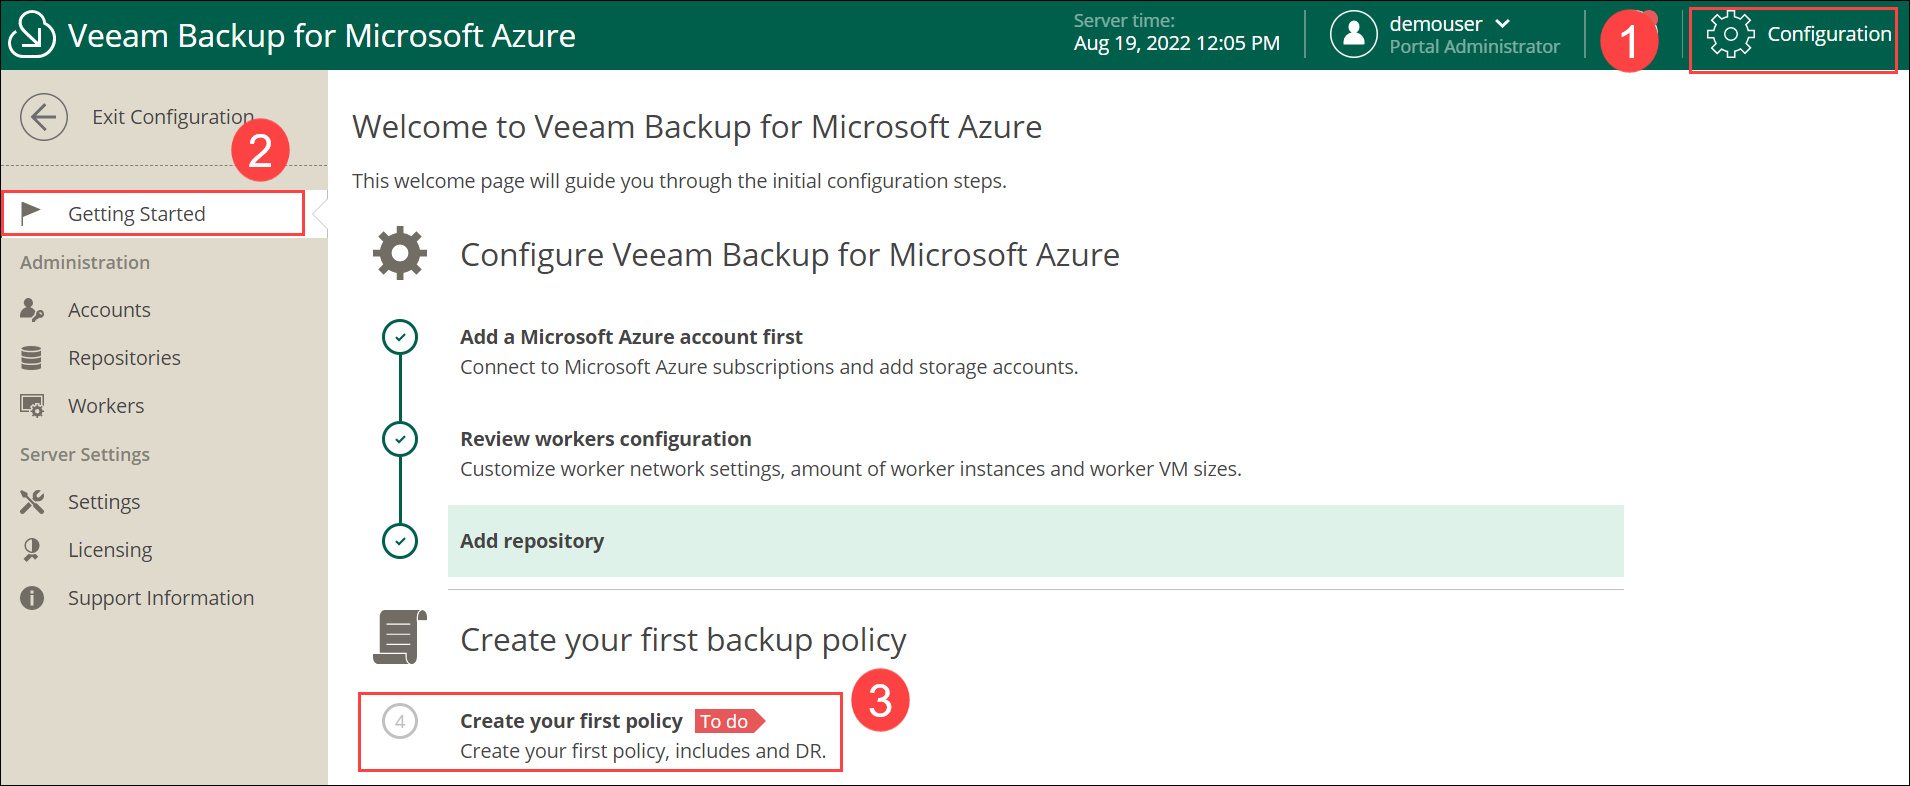 Veeam Backup for Microsoft Azure
Server time:
Aug 19, 2022 12:05 PM
demouser
Portal Administrator
1
Configuration
Exit Configuration
2
Getting Started
Administration
Accounts
Repositories
Workers
Server Settings
Settings
Licensing
Support Information
Welcome to Veeam Backup for Microsoft Azure
This welcome page will guide you through the initial configuration steps.
Configure Veeam Backup for Microsoft Azure
Add a Microsoft Azure account first
Connect to Microsoft Azure subscriptions and add storage accounts.
Review workers configuration
Customize worker network settings, amount of worker instances and worker VM sizes.
Add repository
Create your first backup policy
3
4 Create your first policy To do
Create your first policy, includes and DR.